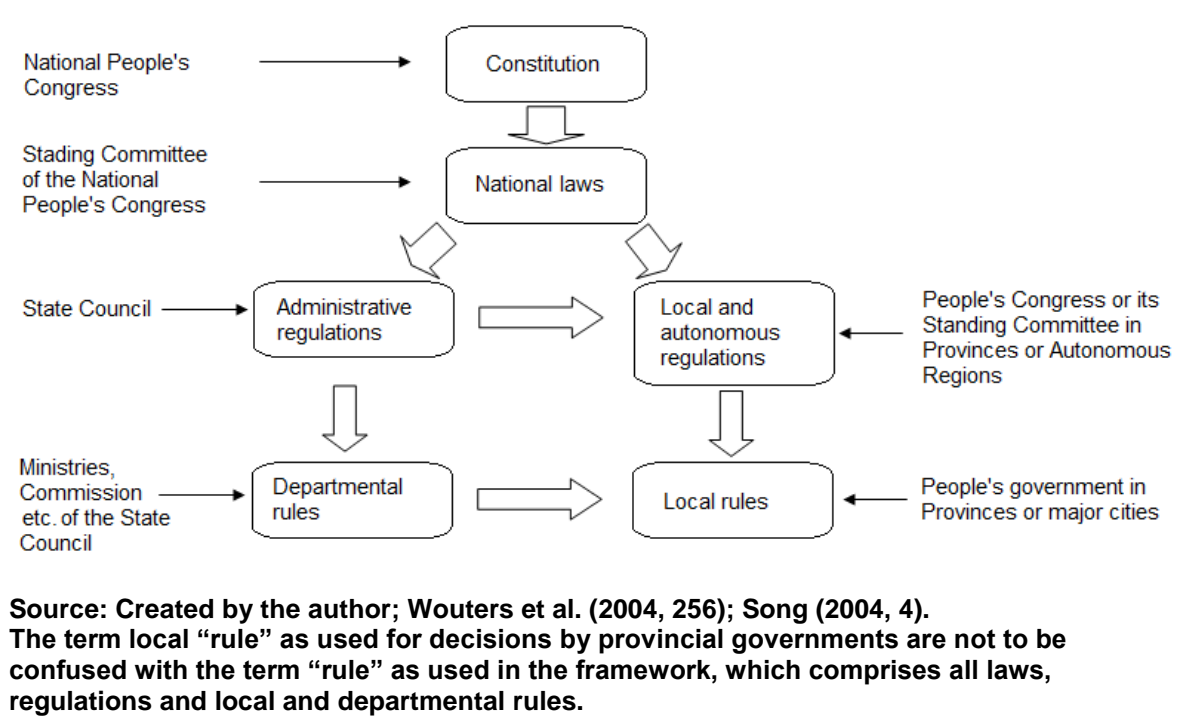 National People's
Congress
Constitution
Stading Committee
of the National
People's Congress
National laws
State Council
Administrative
regulations
Local and
autonomous
regulations
People's Congress or its
Standing Committee in
Provinces or Autonomous
Regions
Ministries,
Commission
etc. of the State
Council
Departmental
rules
Local rules
People's government in
Provinces or major cities
Source: Created by the author; Wouters et al. (2004, 256); Song (2004, 4).
The term local “rule” as used for decisions by provincial governments are not to be
confused with the term “rule” as used in the framework, which comprises all laws,
regulations and local and departmental rules.